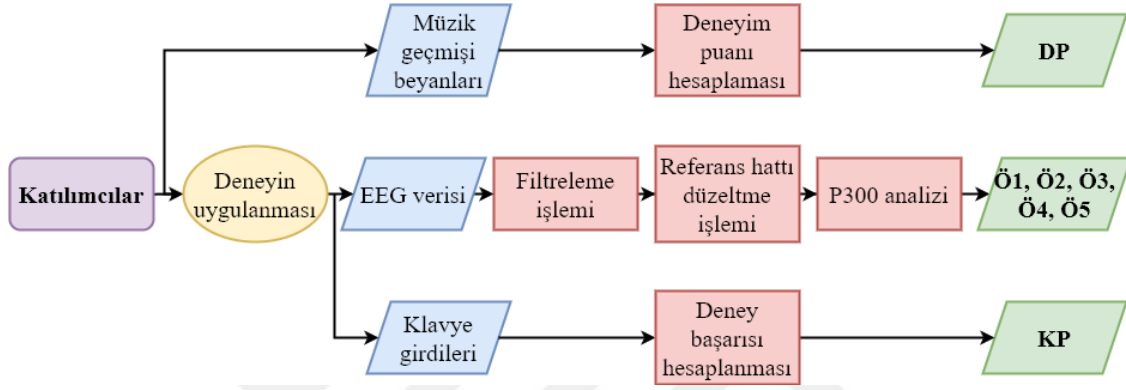 Müzik
geçmişi
beyanları
Deneyim
puanı
hesaplaması
DP
Katılımcılar
Deneyin
uygulanması
EEG verisi
Filtreleme
işlemi
Referans hattı
düzeltme
işlemi
P300 analizi
Ö1, Ö2, Ö3,
Ö4, Ö5
Klavye
girdileri
Deney
başarısı
hesaplanması
KP